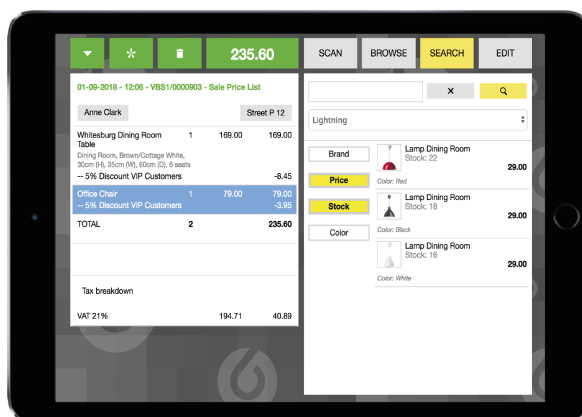 235.60
SCAN BROWSE SEARCH EDIT
01-09-2018 - 12:06 - VBS1/0000903 - Sale Price List
Anne Clark Street P 12
Whitesburg Dining Room 1 169.00 169.00
Table
Dining Room, Brown/Cottage White,
30cm (H), 35cm (W), 60cm (D), 6 seats
-- 5% Discount VIP Customers -8.45
Office Chair 1 79.00 79.00
-- 5% Discount VIP Customers -3.95
TOTAL 2 235.60
Tax breakdown
VAT 21% 194.71 40.89
Lightning
Brand
Price
Stock
Color
Lamp Dining Room
Stock: 22
29.00
Color: Red
Lamp Dining Room
Stock: 18
29.00
Color: Black
Lamp Dining Room
Stock: 16
29.00
Color: White